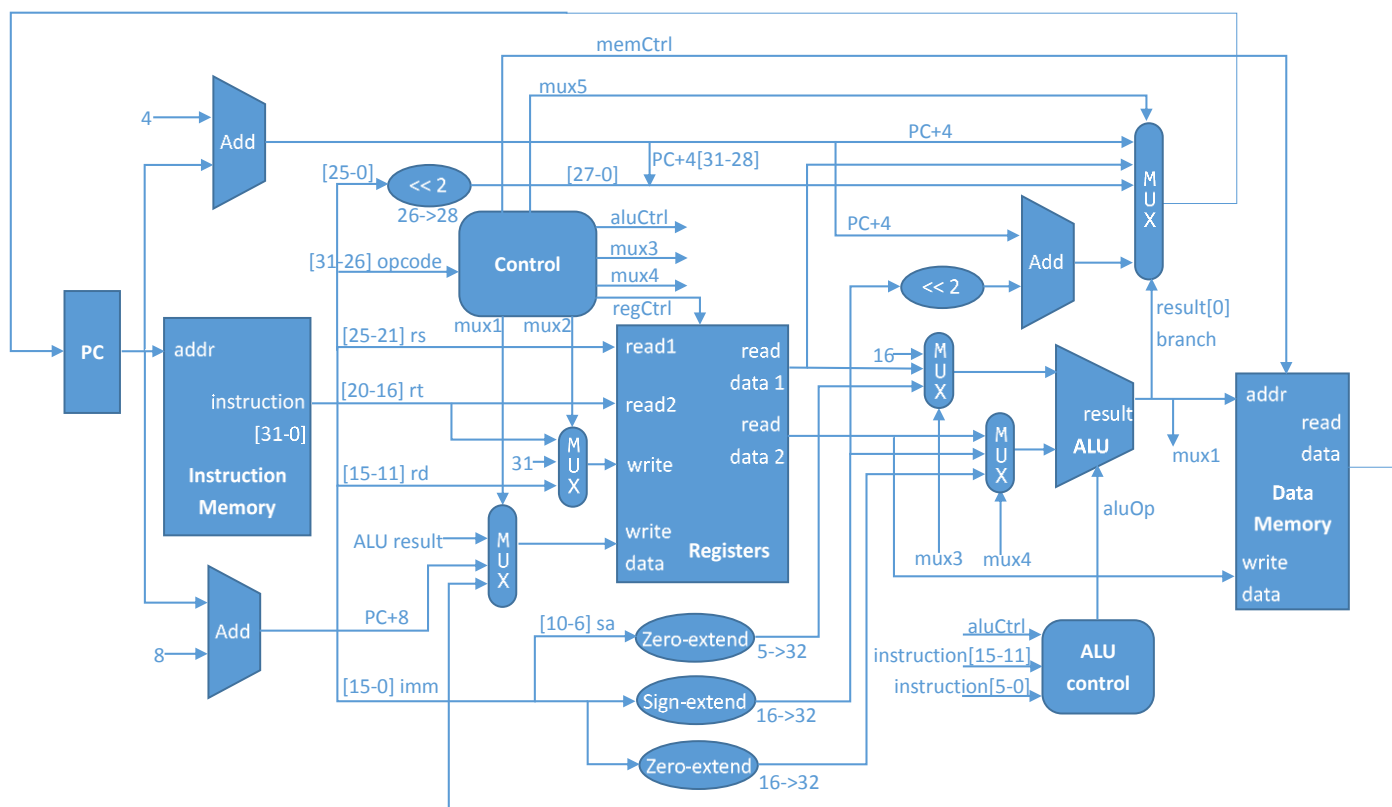 memCtrl
mux5
4
Add
PC+4
PC+4[31-28]
[25-0]
<< 2
[27-0]
26->28
M
U
X
aluCtrl
PC+4
[31-26] opcode
Control
mux3
Add
mux4
<< 2
regCtrl
mux1
mux2
result[0]
branch
[25-21] rs
PC
addr
read1
read
data 1
16
M
U
X
instruction
[31-0]
[20-16] rt
read2
read
data 2
result
ALU
addr
read
data
mux1
M
U
X
31
write
M
U
X
Instruction
Memory
[15-11] rd
Data
Memory
aluOp
ALU result
M
U
X
write
data
Registers
mux3
mux4
write
data
Add
PC+8
8
[10-6] sa
Zero-extend
5->32
aluCtrl
instruction[15-11]
instruction[5-0]
ALU
control
[15-0] imm
Sign-extend
16->32
Zero-extend
16->32